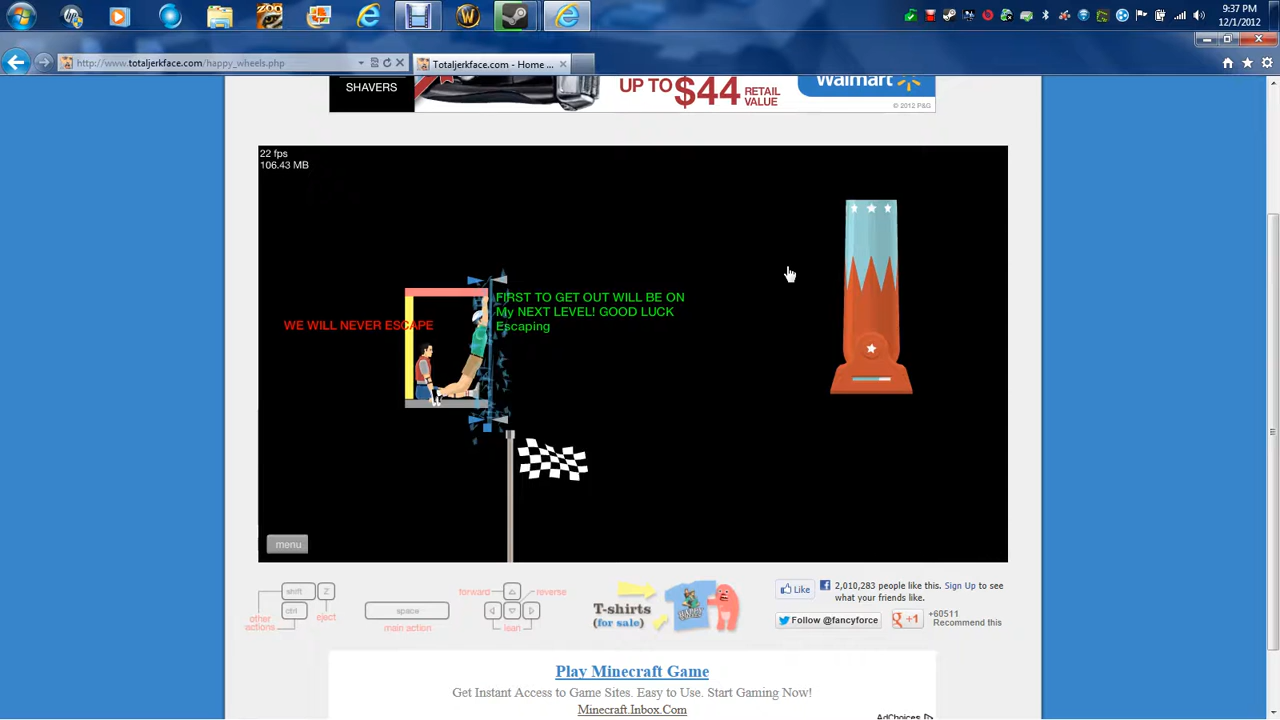 9:37 PM
12/1/2012
http://www.totaljerkface.com/happy_wheels.php
Totaljerkface.com - Home ...
SHAVERS
UP TO $44 RETAIL VALUE
Walmart
© 2012 P&G
22 fps
106.43 MB
WE WILL NEVER ESCAPE
FIRST TO GET OUT WILL BE ON
My NEXT LEVEL! GOOD LUCK
Escaping
menu
shift
Z
ctrl
eject
other
actions
space
main action
forward
reverse
lean
T-shirts
(for sale)
Like
2,010,283 people like this. Sign Up to see
what your friends like.
Follow @fancyforce
+1
+60511
Recommend this
Play Minecraft Game
Get Instant Access to Game Sites. Easy to Use. Start Gaming Now!
Minecraft.Inbox.Com
AdChoices